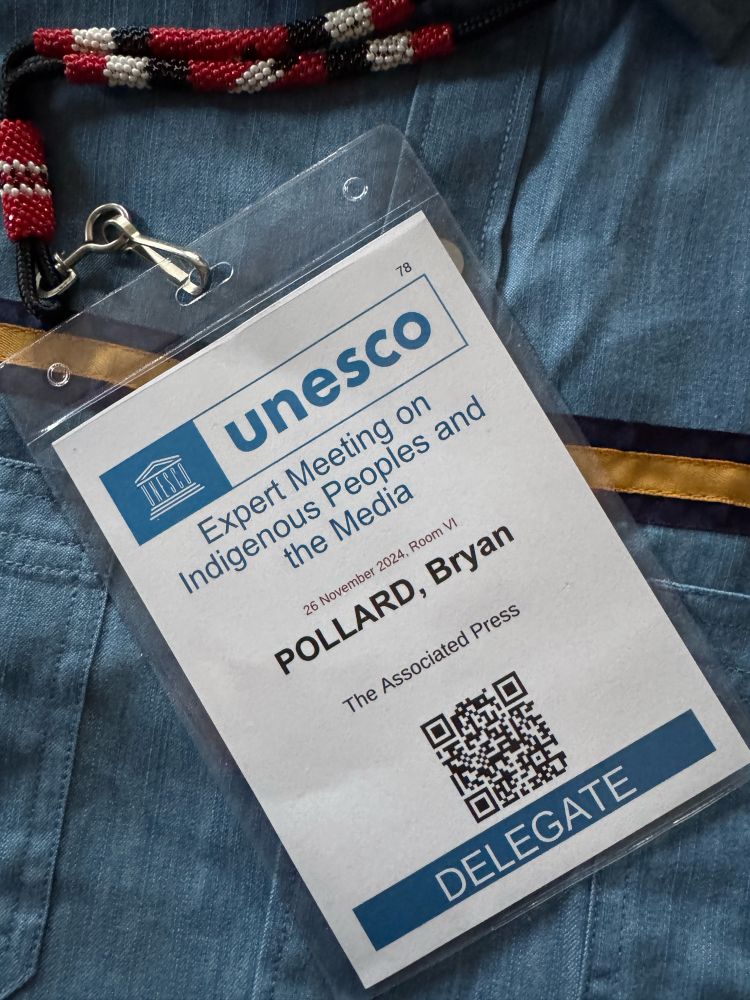 78
unesco
UNESCO
Expert Meeting on
Indigenous Peoples and
the Media
26 November 2024, Room VI
POLLARD, Bryan
The Associated Press
DELEGATE